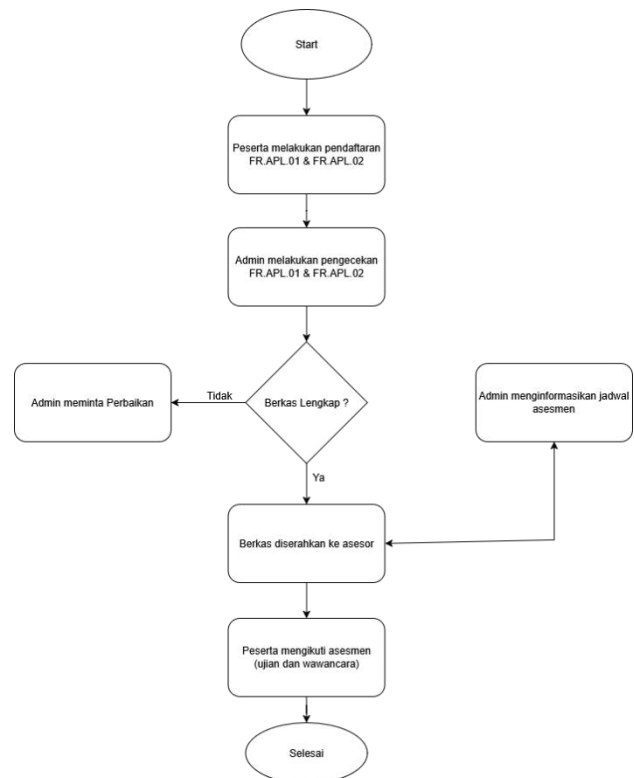 Start
Peserta melakukan pendaftaran
FR.APL.01 & FR.APL.02
Admin melakukan pengecekan
FR.APL.01 & FR.APL.02
Berkas Lengkap ?
Tidak
Admin meminta Perbaikan
Admin menginformasikan jadwal
asesmen
Ya
Berkas diserahkan ke asesor
Peserta mengikuti asesmen
(ujian dan wawancara)
Selesai